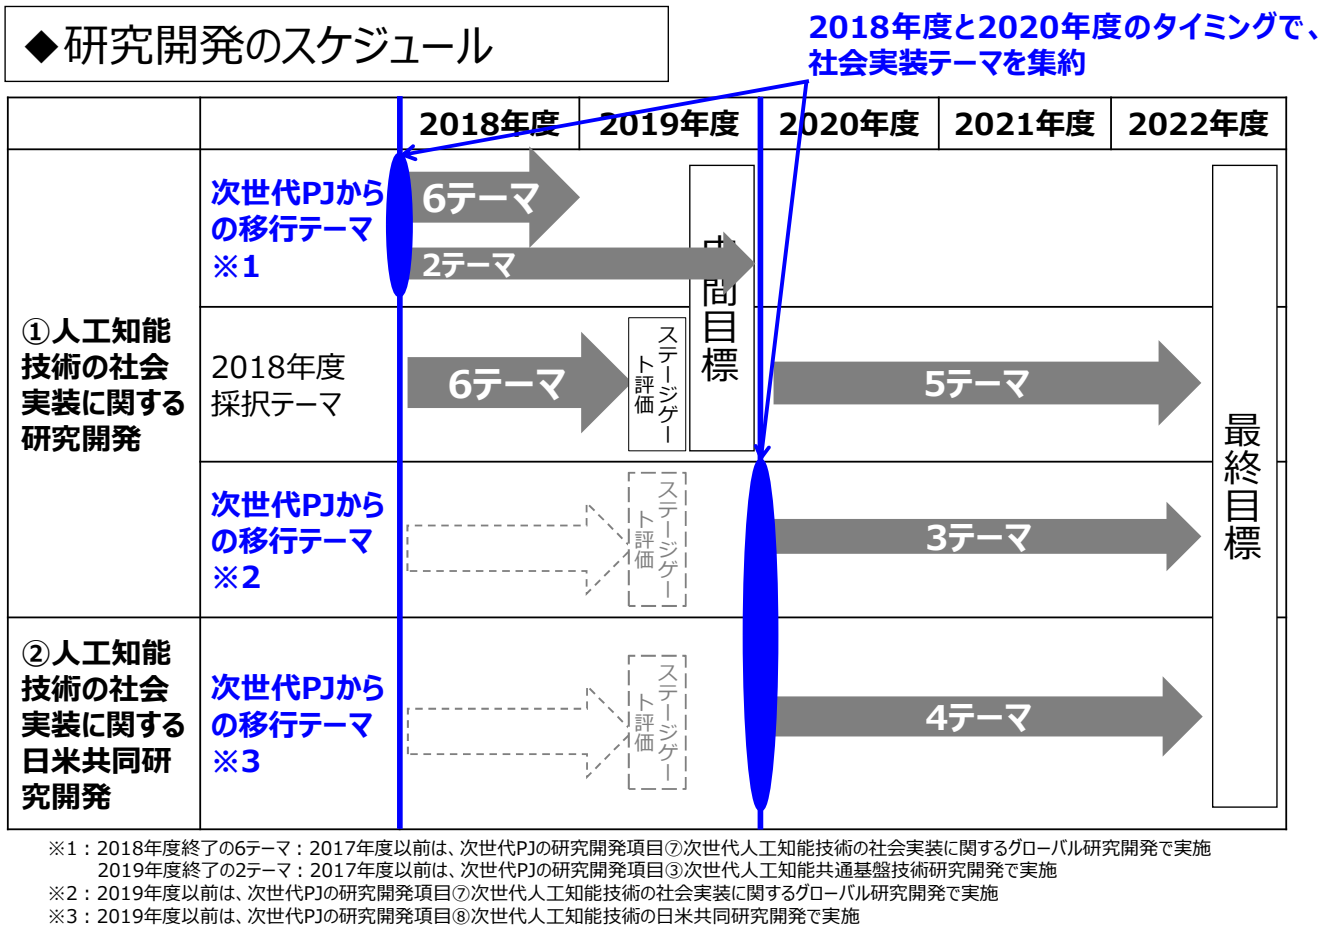 ◆研究開発のスケジュール
2018年度と2020年度のタイミングで、
社会実装テーマを集約
2018年度
2019年度
2020年度
2021年度
2022年度
①人工知能
技術の社会
実装に関する
研究開発
次世代PJから
の移行テーマ
※1
6テーマ
2テーマ
中間目標
2018年度
採択テーマ
6テーマ
ステージゲー
ト評価
5テーマ
最終目標
次世代PJから
の移行テーマ
※2
ステージゲー
ト評価
3テーマ
②人工知能
技術の社会
実装に関する
日米共同研
究開発
次世代PJから
の移行テーマ
※3
ステージゲー
ト評価
4テーマ
※1：2018年度終了の6テーマ：2017年度以前は、次世代PJの研究開発項目⑦次世代人工知能技術の社会実装に関するグローバル研究開発で実施
2019年度終了の2テーマ：2017年度以前は、次世代PJの研究開発項目③次世代人工知能共通基盤技術研究開発で実施
※2：2019年度以前は、次世代PJの研究開発項目⑦次世代人工知能技術の社会実装に関するグローバル研究開発で実施
※3：2019年度以前は、次世代PJの研究開発項目⑧次世代人工知能技術の日米共同研究開発で実施